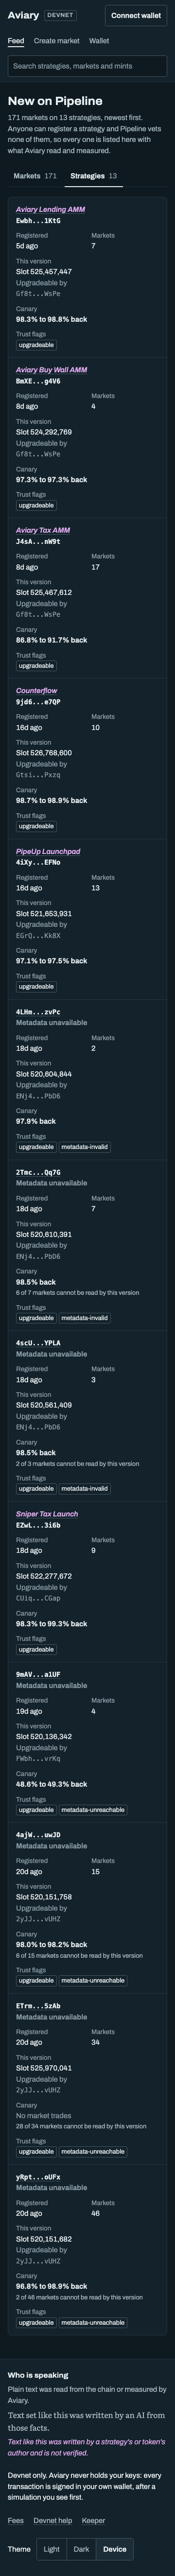 Aviary DEVNET Connect wallet
Feed Create market Wallet
Search strategies, markets and mints
New on Pipeline
171 markets on 13 strategies, newest first.
Anyone can register a strategy and Pipeline vets
none of them, so every one is listed here with
what Aviary read and measured.
Markets 171 Strategies 13
Aviary Lending AMM
Ewbh...1KtG
Registered Markets
5d ago 7
This version
Slot 525,457,447
Upgradeable by
Gf8t...WsPe
Canary
98.3% to 98.8% back
Trust flags
upgradeable
Aviary Buy Wall AMM
BmXE...g4V6
Registered Markets
8d ago 4
This version
Slot 524,292,769
Upgradeable by
Gf8t...WsPe
Canary
97.3% to 97.3% back
Trust flags
upgradeable
Aviary Tax AMM
J4sA...nW9t
Registered Markets
8d ago 17
This version
Slot 525,467,612
Upgradeable by
Gf8t...WsPe
Canary
86.8% to 91.7% back
Trust flags
upgradeable
Counterflow
9jd6...e7QP
Registered Markets
16d ago 10
This version
Slot 526,768,600
Upgradeable by
Gtsi...Pxzq
Canary
98.7% to 98.9% back
Trust flags
upgradeable
PipeUp Launchpad
4iXy...EFNo
Registered Markets
16d ago 13
This version
Slot 521,653,931
Upgradeable by
EGrQ...Kk8X
Canary
97.1% to 97.5% back
Trust flags
upgradeable
4LHm...zvPc
Metadata unavailable
Registered Markets
18d ago 2
This version
Slot 520,604,844
Upgradeable by
ENj4...PbD6
Canary
97.9% back
Trust flags
upgradeable metadata-invalid
2Tmc...Qq7G
Metadata unavailable
Registered Markets
18d ago 7
This version
Slot 520,610,391
Upgradeable by
ENj4...PbD6
Canary
98.5% back
6 of 7 markets cannot be read by this version
Trust flags
upgradeable metadata-invalid
4scU...YPLA
Metadata unavailable
Registered Markets
18d ago 3
This version
Slot 520,561,409
Upgradeable by
ENj4...PbD6
Canary
98.5% back
2 of 3 markets cannot be read by this version
Trust flags
upgradeable metadata-invalid
Sniper Tax Launch
EZwL...3i6b
Registered Markets
18d ago 9
This version
Slot 522,277,672
Upgradeable by
CUiq...CGap
Canary
98.3% to 99.3% back
Trust flags
upgradeable
9mAV...a1UF
Metadata unavailable
Registered Markets
19d ago 4
This version
Slot 520,136,342
Upgradeable by
FWbh...vrKq
Canary
48.6% to 49.3% back
Trust flags
upgradeable metadata-unreachable
4ajW...uwJD
Metadata unavailable
Registered Markets
20d ago 15
This version
Slot 520,151,758
Upgradeable by
2yJJ...vUHZ
Canary
98.0% to 98.2% back
6 of 15 markets cannot be read by this version
Trust flags
upgradeable metadata-unreachable
ETrm...5zAb
Metadata unavailable
Registered Markets
20d ago 34
This version
Slot 525,970,041
Upgradeable by
2yJJ...vUHZ
Canary
No market trades
28 of 34 markets cannot be read by this version
Trust flags
upgradeable metadata-unreachable
yRpt...oUFx
Metadata unavailable
Registered Markets
20d ago 46
This version
Slot 520,151,682
Upgradeable by
2yJJ...vUHZ
Canary
96.8% to 98.9% back
2 of 46 markets cannot be read by this version
Trust flags
upgradeable metadata-unreachable
Who is speaking
Plain text was read from the chain or measured by
Aviary.
Text set like this was written by an AI from
those facts.
Text like this was written by a strategy's or token's
author and is not verified.
Devnet only. Aviary never holds your keys: every
transaction is signed in your own wallet, after a
simulation you see first.
Fees Devnet help Keeper
Theme Light Dark Device